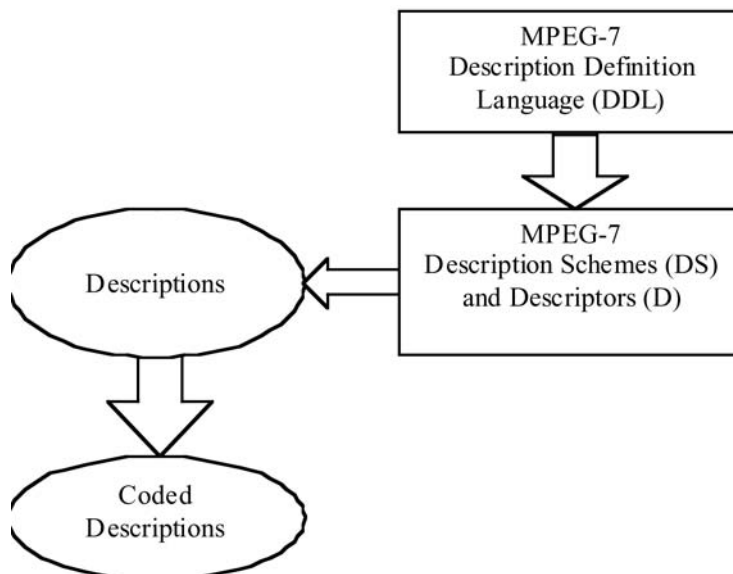 MPEG-7
Description Definition
Language (DDL)
MPEG-7
Description Schemes (DS)
and Descriptors (D)
Descriptions
Coded
Descriptions